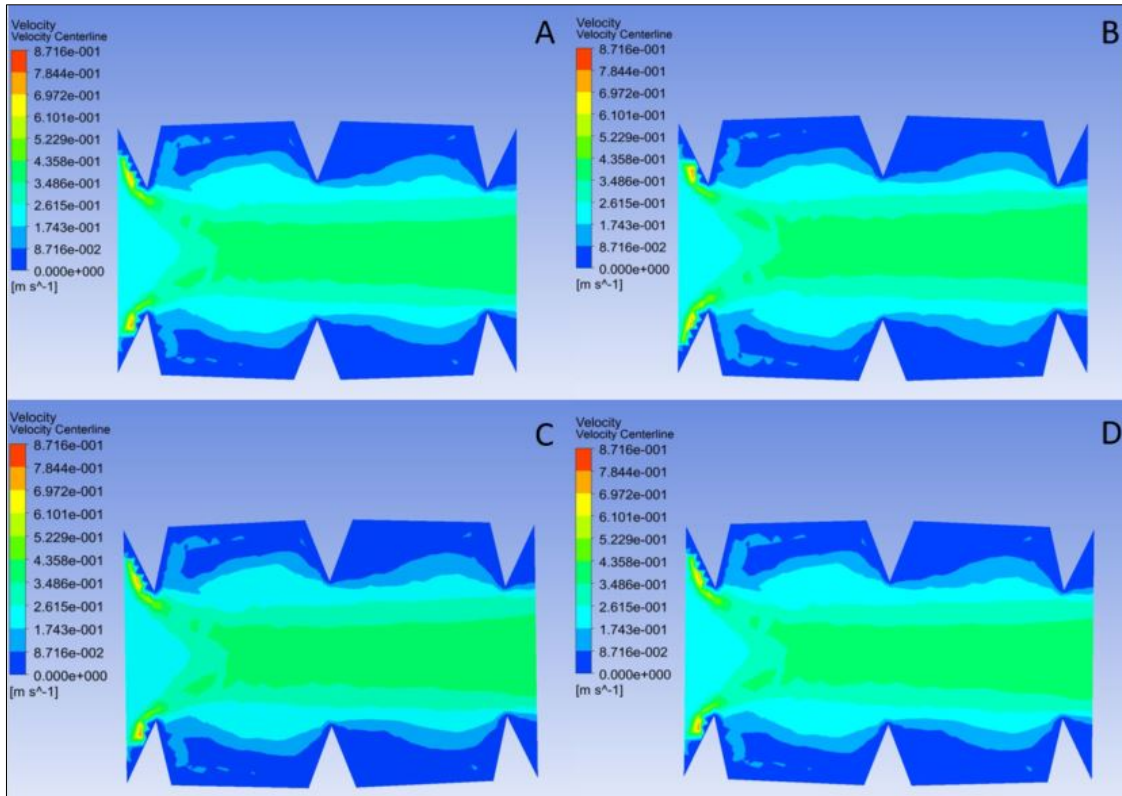 Velocity
Velocity Centerline
8.716e-001
7.844e-001
6.972e-001
6.101e-001
5.229e-001
4.358e-001
3.486e-001
2.615e-001
1.743e-001
8.716e-002
0.000e+000
[m s^-1]
A
Velocity
Velocity Centerline
8.716e-001
7.844e-001
6.972e-001
6.101e-001
5.229e-001
4.358e-001
3.486e-001
2.615e-001
1.743e-001
8.716e-002
0.000e+000
[m s^-1]
B
Velocity
Velocity Centerline
8.716e-001
7.844e-001
6.972e-001
6.101e-001
5.229e-001
4.358e-001
3.486e-001
2.615e-001
1.743e-001
8.716e-002
0.000e+000
[m s^-1]
C
Velocity
Velocity Centerline
8.716e-001
7.844e-001
6.972e-001
6.101e-001
5.229e-001
4.358e-001
3.486e-001
2.615e-001
1.743e-001
8.716e-002
0.000e+000
[m s^-1]
D